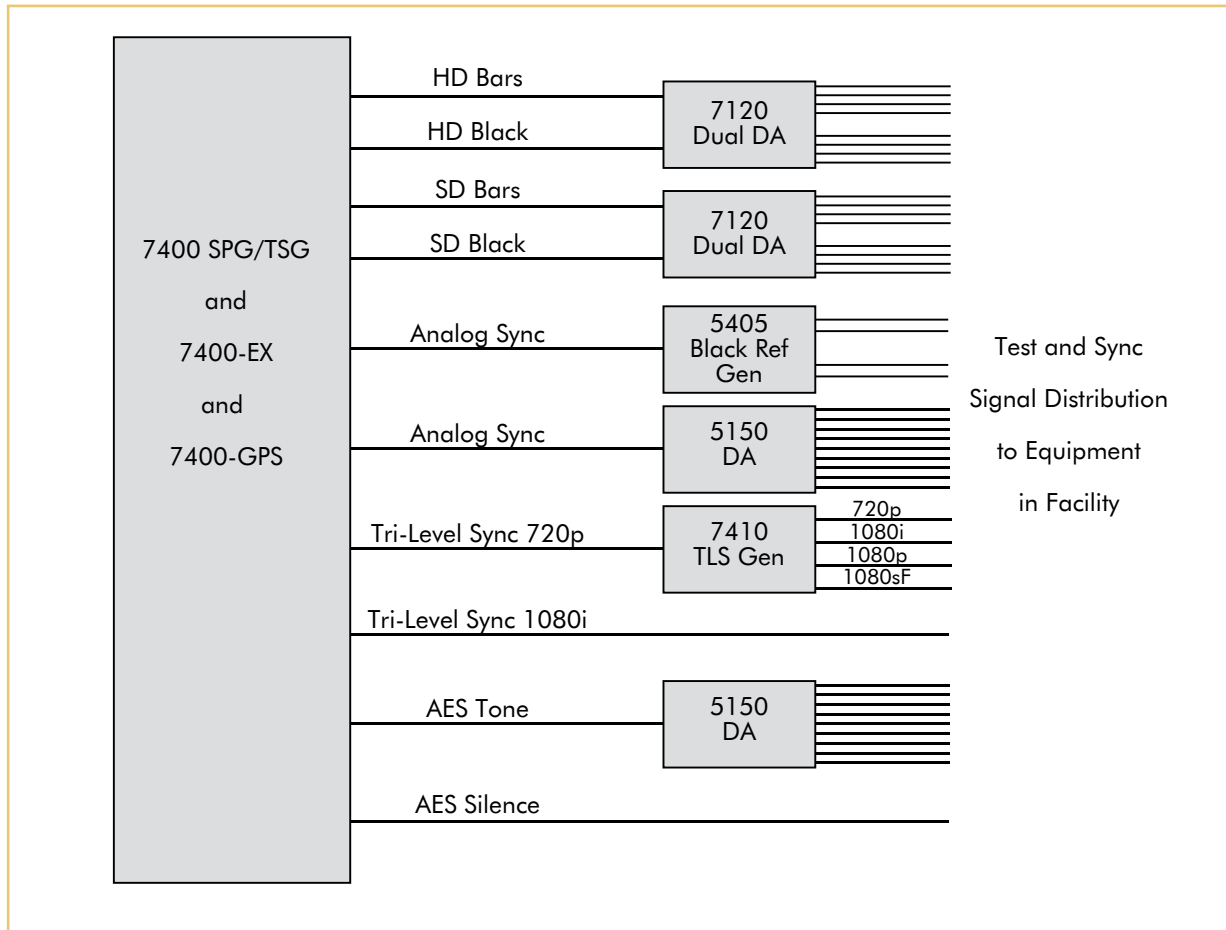 7400 SPG/TSG
and
7400-EX
and
7400-GPS
HD Bars
HD Black
7120
Dual DA
SD Bars
SD Black
7120
Dual DA
Analog Sync
5405
Black Ref
Gen
Analog Sync
5150
DA
Tri-Level Sync 720p
7410
TLS Gen
720p
1080i
1080p
1080sF
Tri-Level Sync 1080i
AES Tone
5150
DA
AES Silence
Test and Sync
Signal Distribution
to Equipment
in Facility